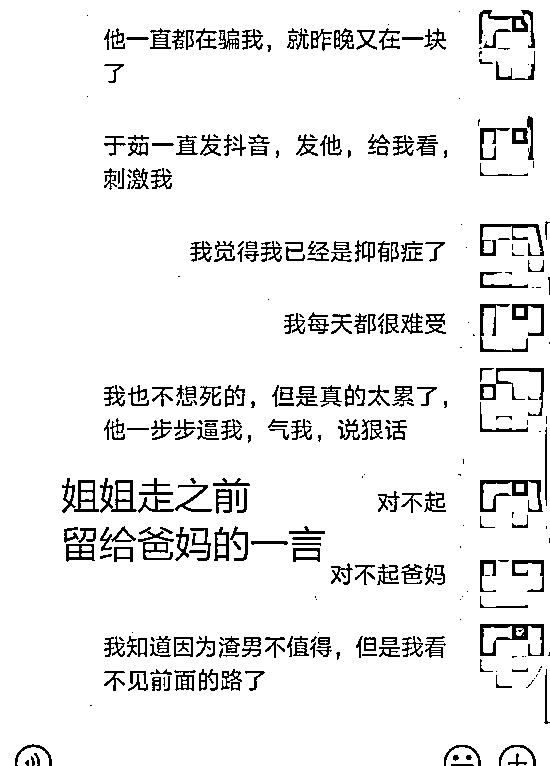 他一直都在骗我，就昨晚又在一块
了
于茹一直发抖音，发他，给我看，
刺激我
我觉得我已经是抑郁症了
我每天都很难受
我也不想死的，但是真的太累了，
他一步步逼我，气我，说狠话
姐姐走之前
对不起
留给爸妈的一言
对不起爸妈
我知道因为渣男不值得，但是我看
不见前面的路了